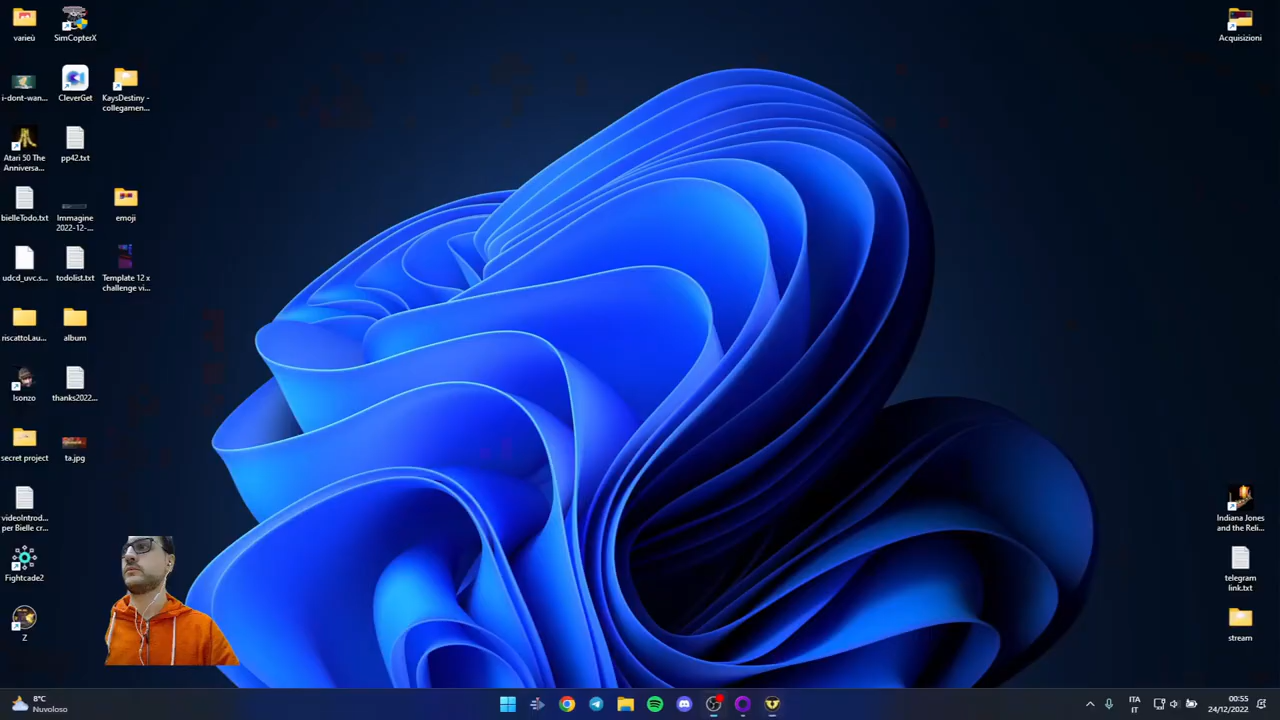 varieù
SimCopterX
Acquisizioni
i-dont-wan...
CleverGet
KaysDestiny -
collegamen...
Atari 50 The
Anniversa...
pp42.txt
bielleTodo.txt
Immagine
2022-12-...
emoji
udcd_uvc.s...
todolist.txt
Template 12 x
challenge vi...
riscattoLau...
album
Isonzo
thanks2022...
secret project
ta.jpg
videoIntrod...
per Bielle cr...
Indiana Jones
and the Reli...
Fightcade2
telegram
link.txt
Z
stream
8°C
Nuvoloso
ITA
IT
00:55
24/12/2022